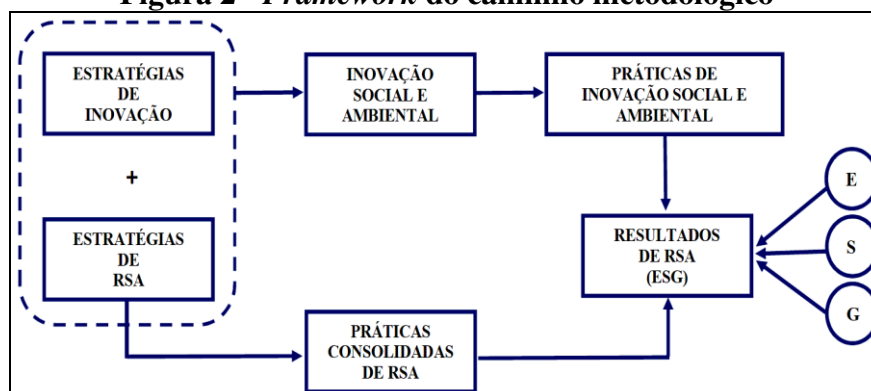 Figura 2 - Framework do caminho metodológico
ESTRATÉGIAS
DE
INOVAÇÃO
+
ESTRATÉGIAS
DE
RSA
INOVAÇÃO
SOCIAL E
AMBIENTAL
PRÁTICAS DE
INOVAÇÃO SOCIAL E
AMBIENTAL
RESULTADOS
DE RSA
(ESG)
E
S
G
PRÁTICAS
CONSOLIDADAS
DE RSA